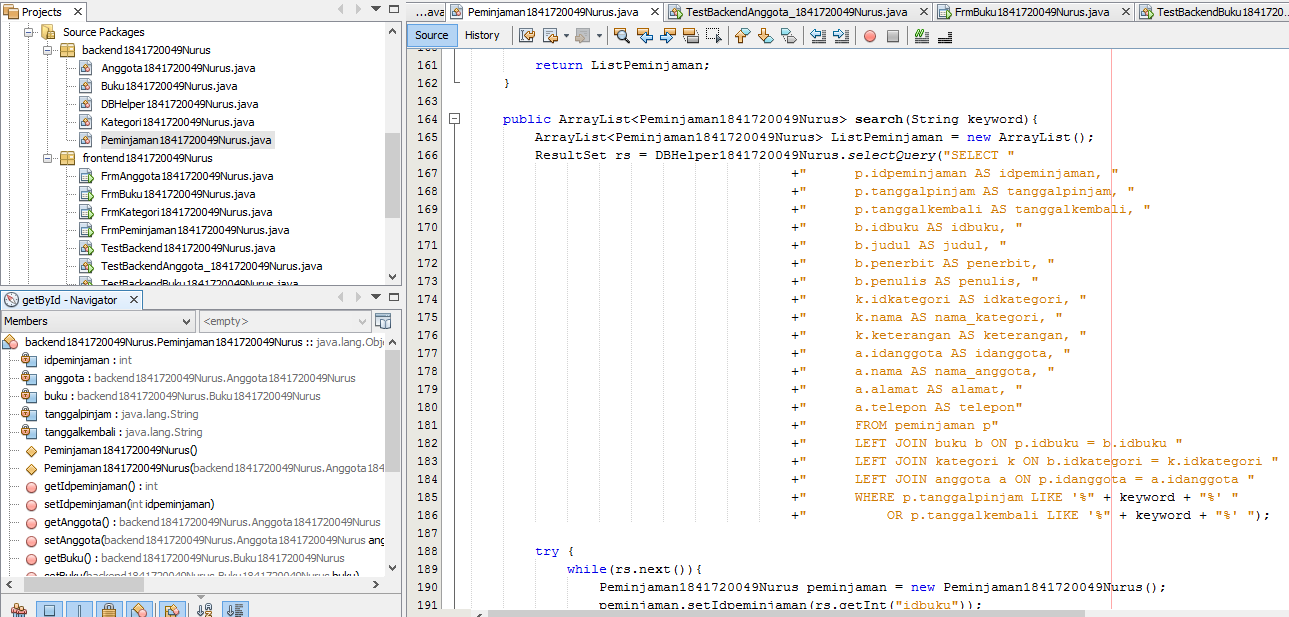 Projects
Source Packages
backend1841720049Nurus
Anggota1841720049Nurus.java
Buku1841720049Nurus.java
DBHelper1841720049Nurus.java
Kategori1841720049Nurus.java
Peminjaman1841720049Nurus.java
frontend1841720049Nurus
FrmAnggota1841720049Nurus.java
FrmBuku1841720049Nurus.java
FrmKategori1841720049Nurus.java
FrmPeminjaman1841720049Nurus.java
TestBackend1841720049Nurus.java
TestBackendAnggota_1841720049Nurus.java
TestBackendBuku1841720049Nurus.java
getById - Navigator
Members
<empty>
backend1841720049Nurus.Peminjaman1841720049Nurus :: java.lang.Obj
idpeminjaman : int
anggota : backend1841720049Nurus.Anggota1841720049Nurus
buku : backend1841720049Nurus.Buku1841720049Nurus
tanggalpinjam : java.lang.String
tanggalkembali : java.lang.String
Peminjaman1841720049Nurus()
Peminjaman1841720049Nurus(backend1841720049Nurus.Anggota184
getIdpeminjaman() : int
setIdpeminjaman(int idpeminjaman)
getAnggota() : backend1841720049Nurus.Anggota1841720049Nurus
setAnggota(backend1841720049Nurus.Anggota1841720049Nurus ang
getBuku() : backend1841720049Nurus.Buku1841720049Nurus
setBuku(backend1841720049Nurus.Buku1841720049Nurus buku)
...ava Peminjaman1841720049Nurus.java TestBackendAnggota_1841720049Nurus.java FrmBuku1841720049Nurus.java TestBackendBuku1841720...
Source History
160
161 return ListPeminjaman;
162 }
163
164 public ArrayList<Peminjaman1841720049Nurus> search(String keyword){
165 ArrayList<Peminjaman1841720049Nurus> ListPeminjaman = new ArrayList();
166 ResultSet rs = DBHelper1841720049Nurus.selectQuery("SELECT "
167 +" p.idpeminjaman AS idpeminjaman, "
168 +" p.tanggalpinjam AS tanggalpinjam, "
169 +" p.tanggalkembali AS tanggalkembali, "
170 +" b.idbuku AS idbuku, "
171 +" b.judul AS judul, "
172 +" b.penerbit AS penerbit, "
173 +" b.penulis AS penulis, "
174 +" k.idkategori AS idkategori, "
175 +" k.nama AS nama_kategori, "
176 +" k.keterangan AS keterangan, "
177 +" a.idanggota AS idanggota, "
178 +" a.nama AS nama_anggota, "
179 +" a.alamat AS alamat, "
180 +" a.telepon AS telepon"
181 +" FROM peminjaman p"
182 +" LEFT JOIN buku b ON p.idbuku = b.idbuku "
183 +" LEFT JOIN kategori k ON b.idkategori = k.idkategori "
184 +" LEFT JOIN anggota a ON p.idanggota = a.idanggota "
185 +" WHERE p.tanggalpinjam LIKE '%" + keyword + "%' "
186 +" OR p.tanggalkembali LIKE '%" + keyword + "%' ");
187
188 try {
189 while(rs.next()){
190 Peminjaman1841720049Nurus peminjaman = new Peminjaman1841720049Nurus();
191 peminjaman.setIdpeminjaman(rs.getInt("idbuku"));